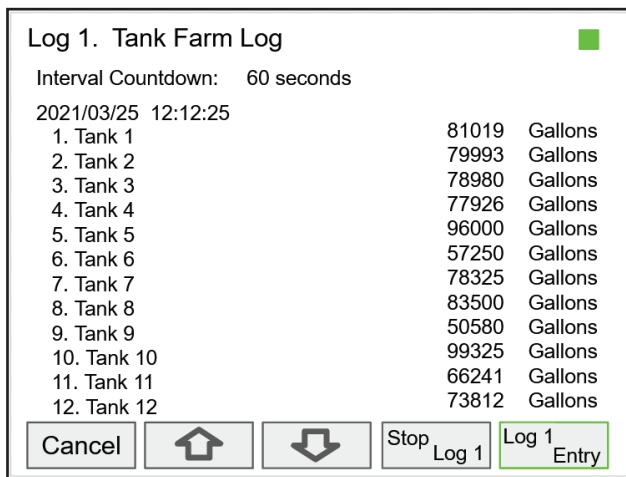 Log 1.  Tank Farm Log
Interval Countdown:  60 seconds
2021/03/25  12:12:25
1. Tank 1  81019  Gallons
2. Tank 2  79993  Gallons
3. Tank 3  78980  Gallons
4. Tank 4  77926  Gallons
5. Tank 5  96000  Gallons
6. Tank 6  57250  Gallons
7. Tank 7  78325  Gallons
8. Tank 8  83500  Gallons
9. Tank 9  50580  Gallons
10. Tank 10  99325  Gallons
11. Tank 11  66241  Gallons
12. Tank 12  73812  Gallons
Cancel
Stop
Log 1
Log 1
Entry